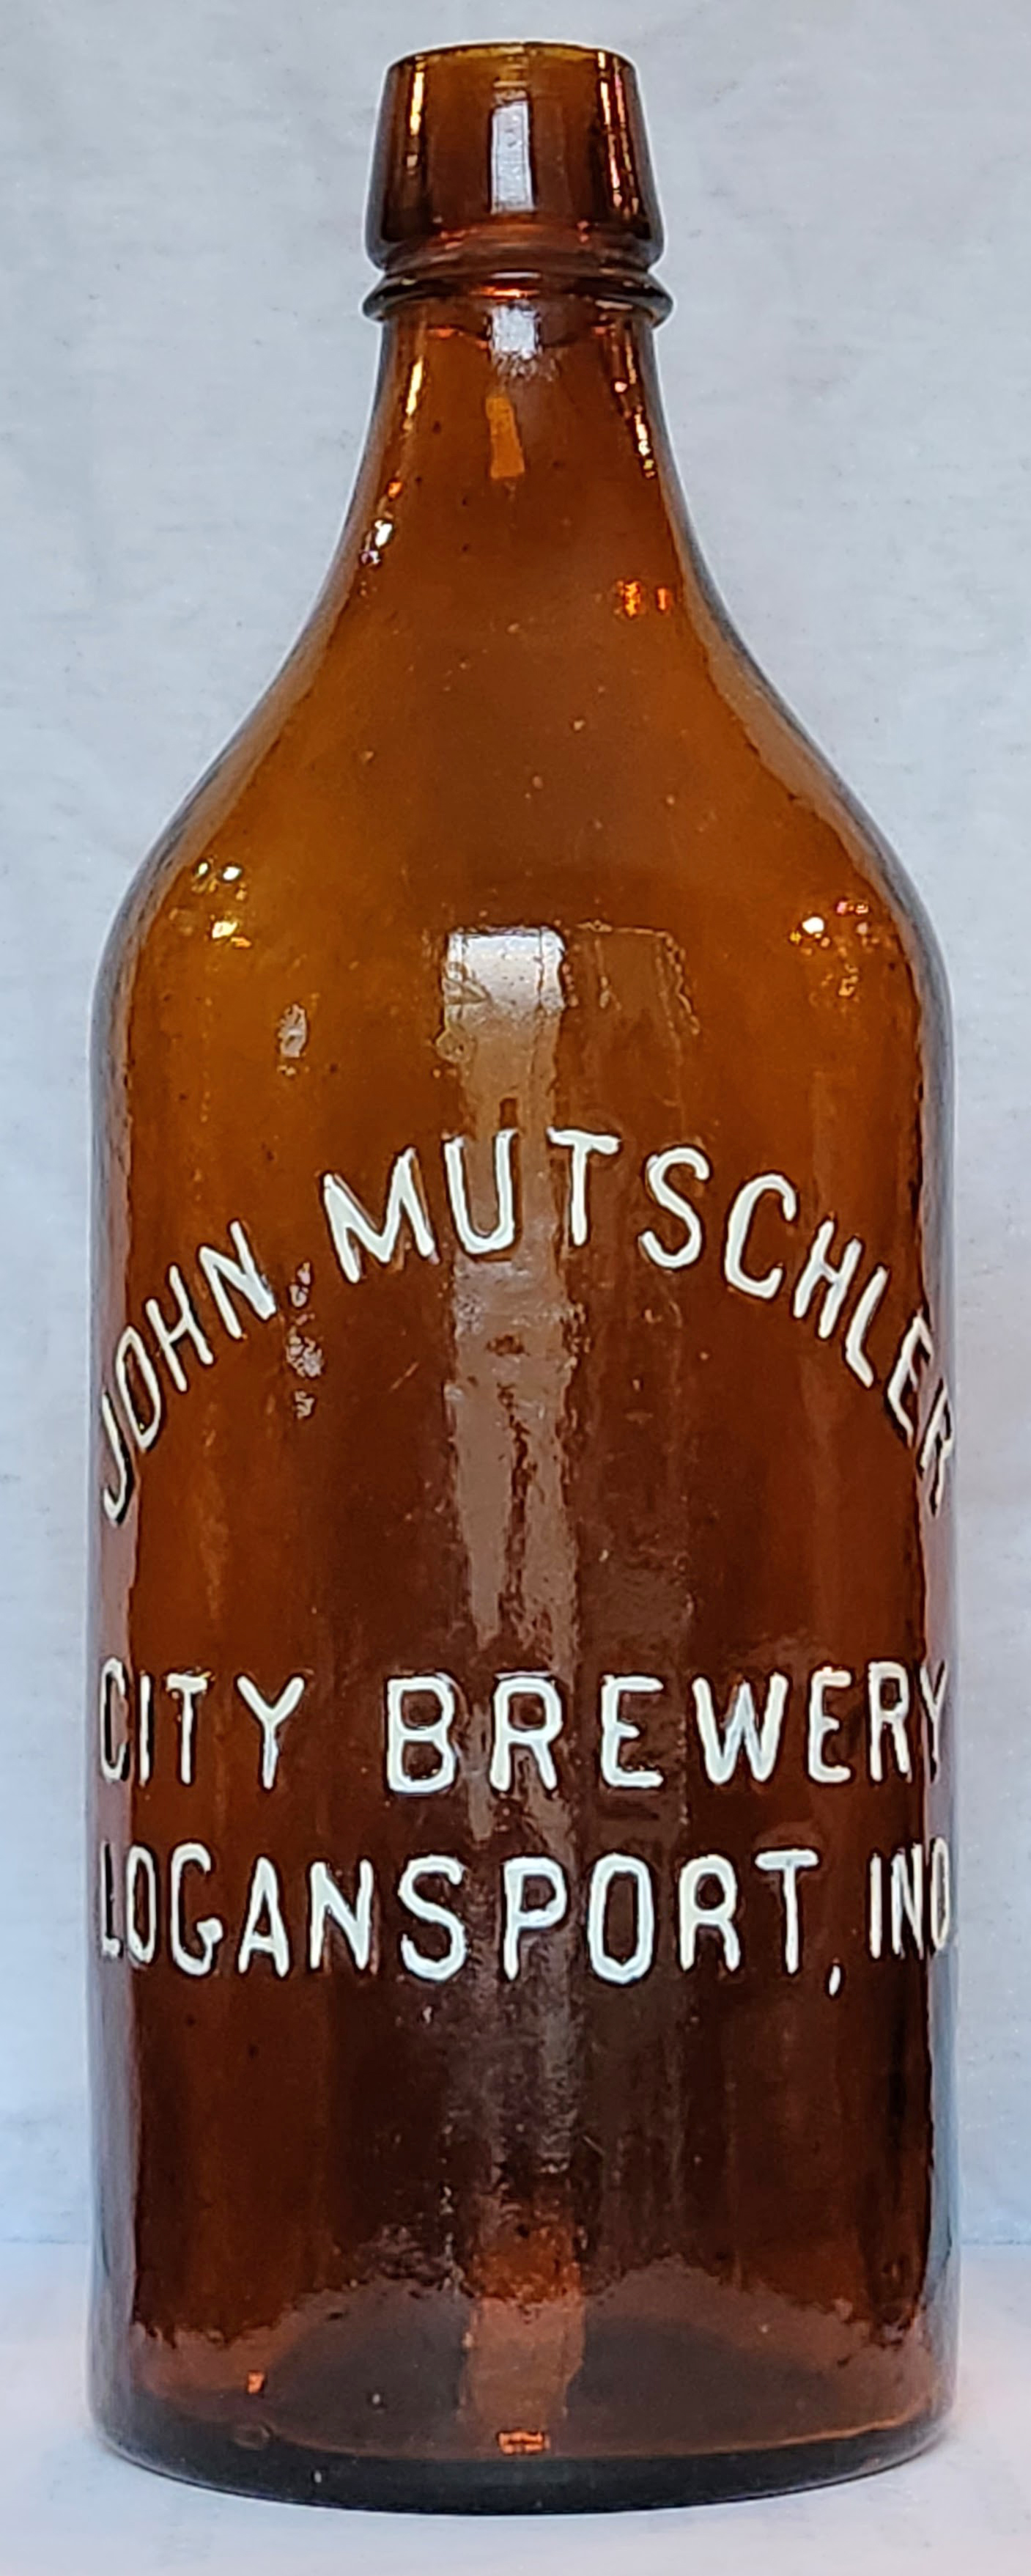 JOHN MUTSCHLER
CITY BREWERY
LOGANSPORT, IND